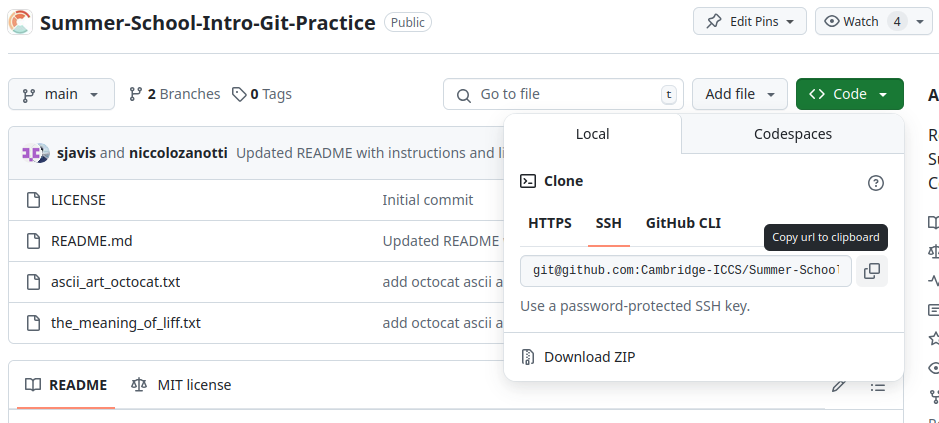 Summer-School-Intro-Git-Practice Public Edit Pins Watch 4
main 2 Branches 0 Tags Go to file t Add file Code
Local Codespaces
sjavis and niccolozanotti Updated README with instructions and li
Clone
LICENSE Initial commit
HTTPS SSH GitHub CLI
Copy url to clipboard
README.md Updated README
git@github.com:Cambridge-ICCS/Summer-School
ascii_art_octocat.txt add octocat ascii a
Use a password-protected SSH key.
the_meaning_of_liff.txt add octocat ascii a
Download ZIP
README MIT license